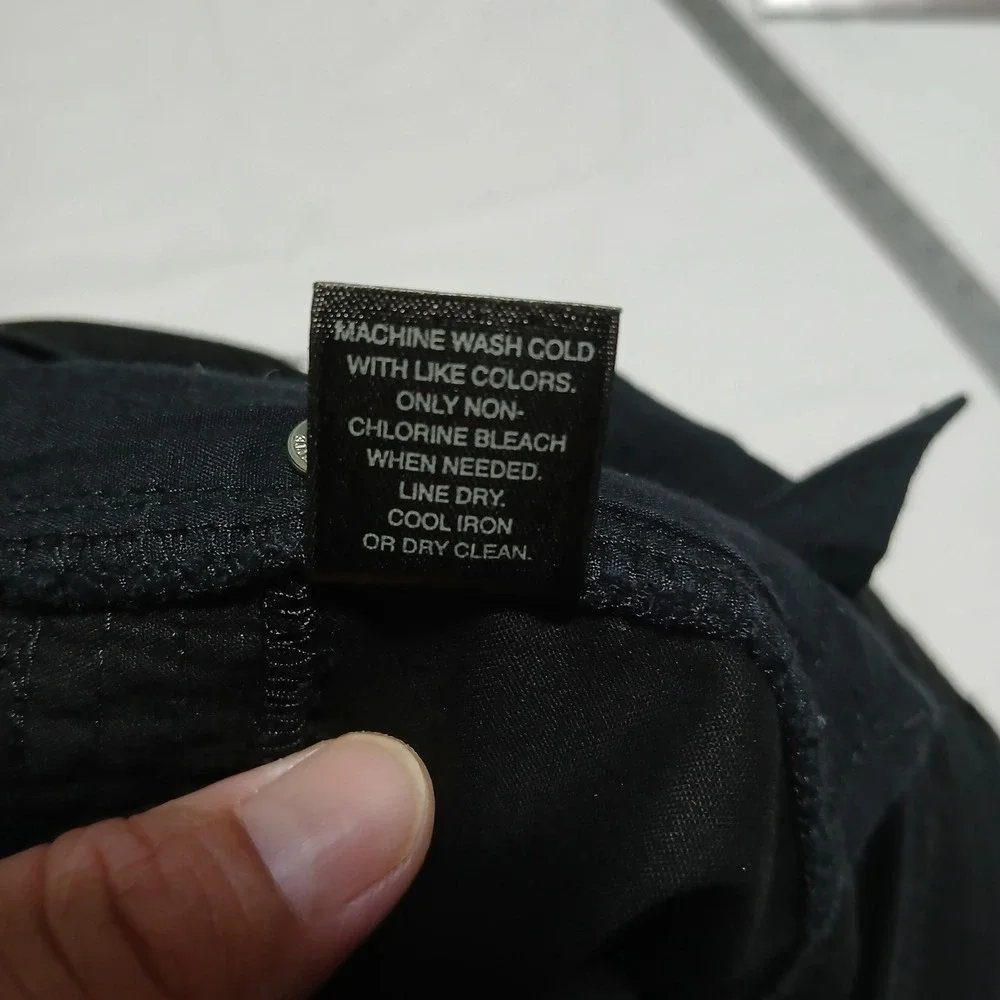 MACHINE WASH COLD
WITH LIKE COLORS.
ONLY NON-
CHLORINE BLEACH
WHEN NEEDED.
LINE DRY.
COOL IRON
OR DRY CLEAN.